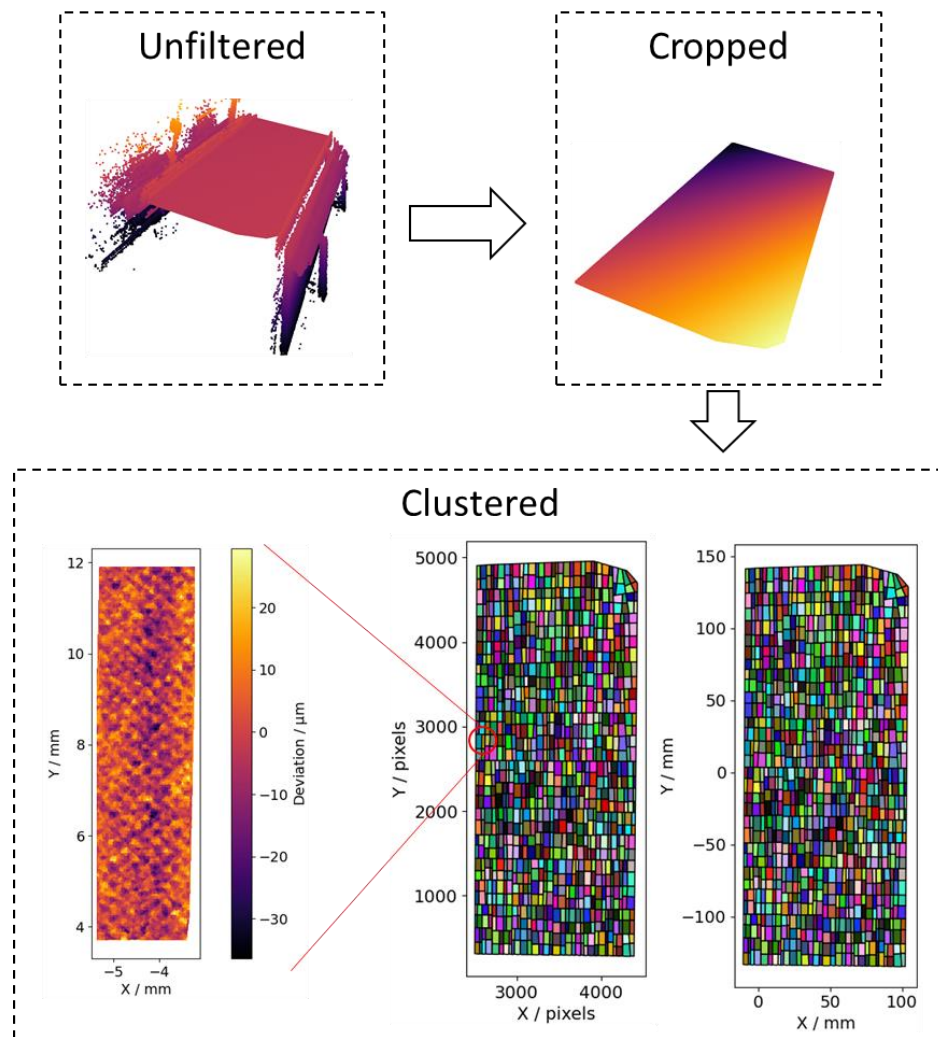 Unfiltered
Cropped
Clustered
12
10
8
6
4
Y / mm
−5
−4
X / mm
20
10
0
−10
−20
−30
Deviation / μm
5000
4000
3000
2000
1000
Y / pixels
3000
4000
X / pixels
150
100
50
0
−50
−100
Y / mm
0
50
100
X / mm